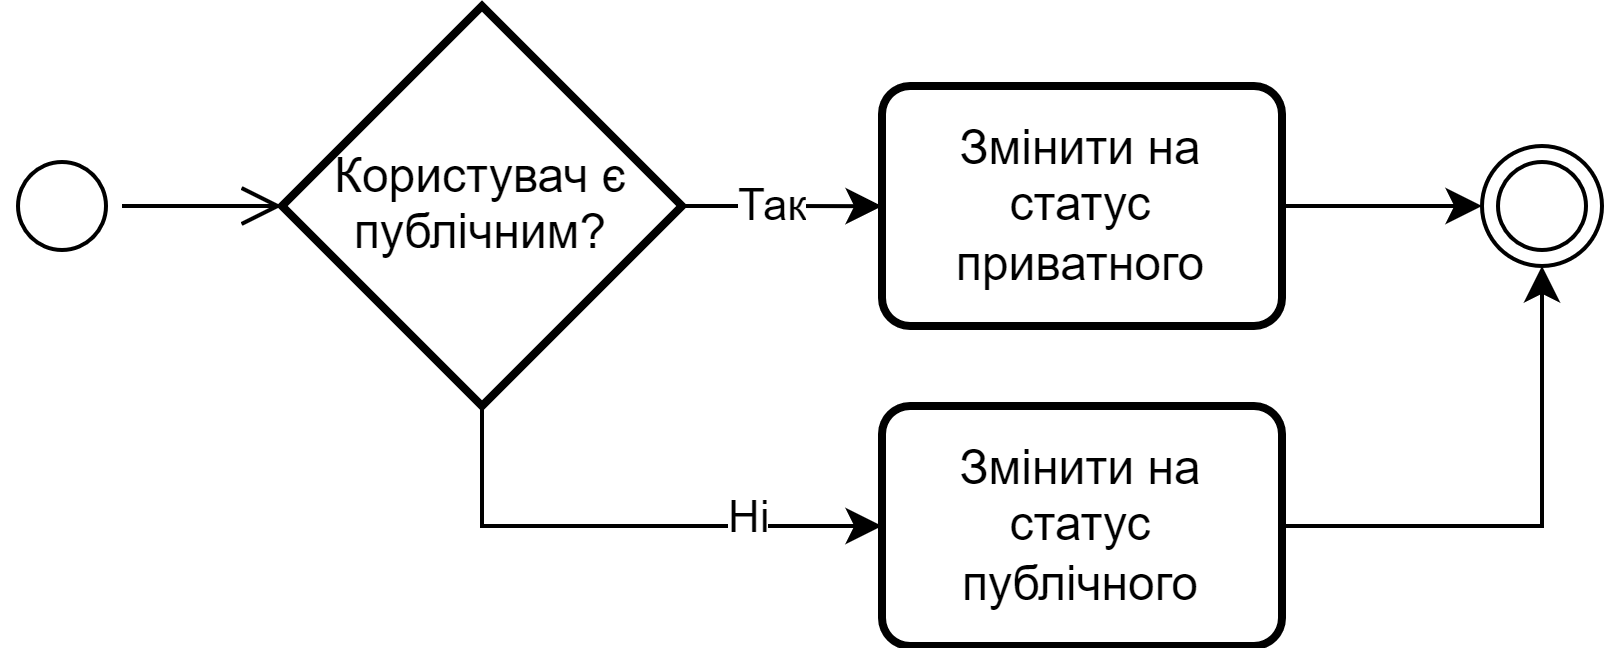 Користувач є
публічним?
Так
Змінити на
статус
приватного
Ні
Змінити на
статус
публічного